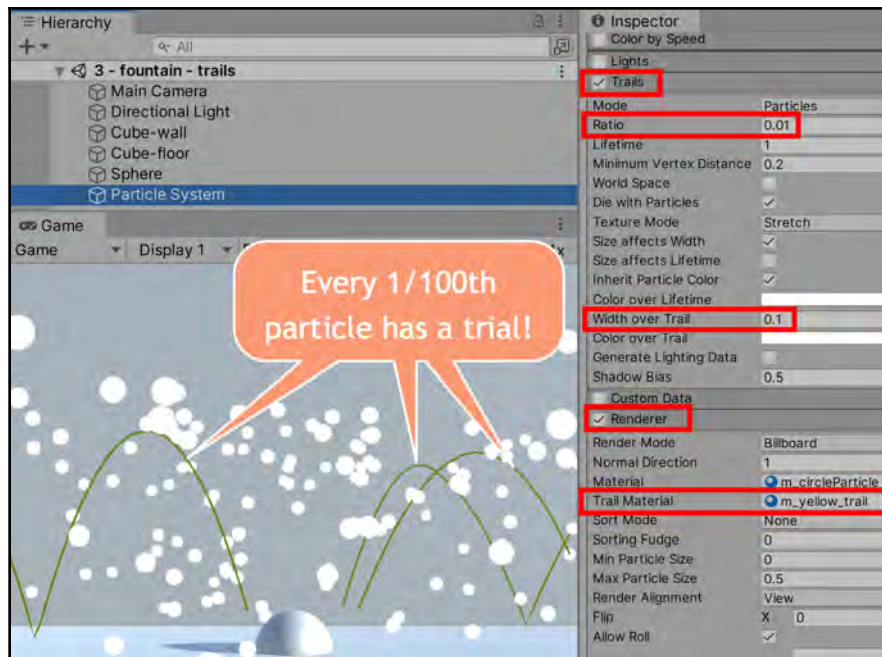 Hierarchy
All
3 - fountain - trails
Main Camera
Directional Light
Cube-wall
Cube-floor
Sphere
Particle System
Game
Game Display 1
Every 1/100th
particle has a trial!
Inspector
Color by Speed
Lights
Trails
Mode Particles
Ratio 0.01
Lifetime 1
Minimum Vertex Distance 0.2
World Space
Die with Particles
Texture Mode Stretch
Size affects Width
Size affects Lifetime
Inherit Particle Color
Color over Lifetime
Width over Trail 0.1
Color over Trail
Generate Lighting Data
Shadow Bias 0.5
Custom Data
Renderer
Render Mode Billboard
Normal Direction 1
Material m_circleParticle
Trail Material m_yellow_trail
Sort Mode None
Sorting Fudge 0
Min Particle Size 0
Max Particle Size 0.5
Render Alignment View
Flip X 0
Allow Roll